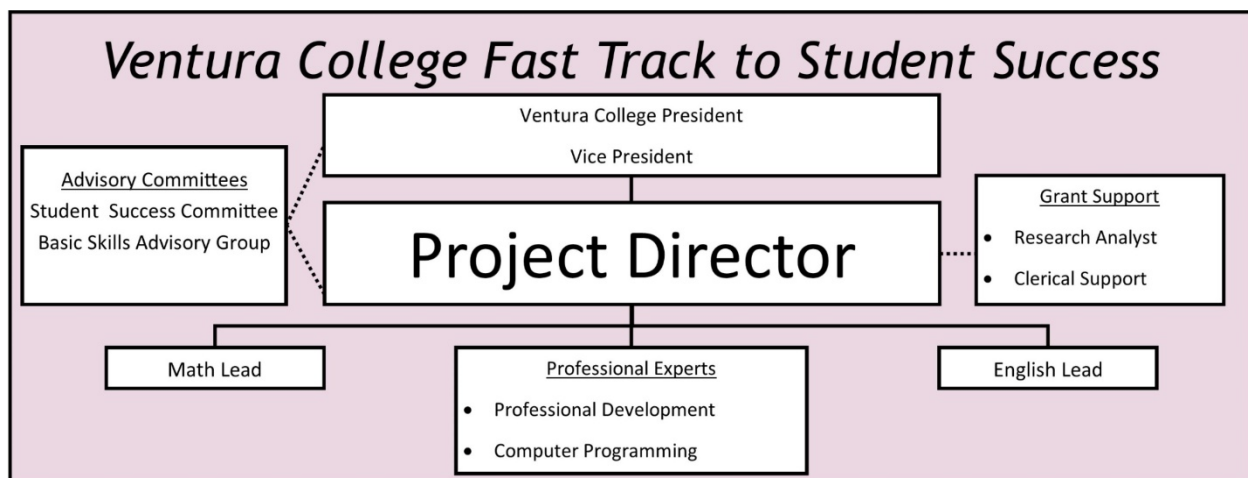 Ventura College Fast Track to Student Success
Ventura College President
Vice President
Advisory Committees
Student Success Committee
Basic Skills Advisory Group
Project Director
Grant Support
• Research Analyst
• Clerical Support
Math Lead
Professional Experts
• Professional Development
• Computer Programming
English Lead